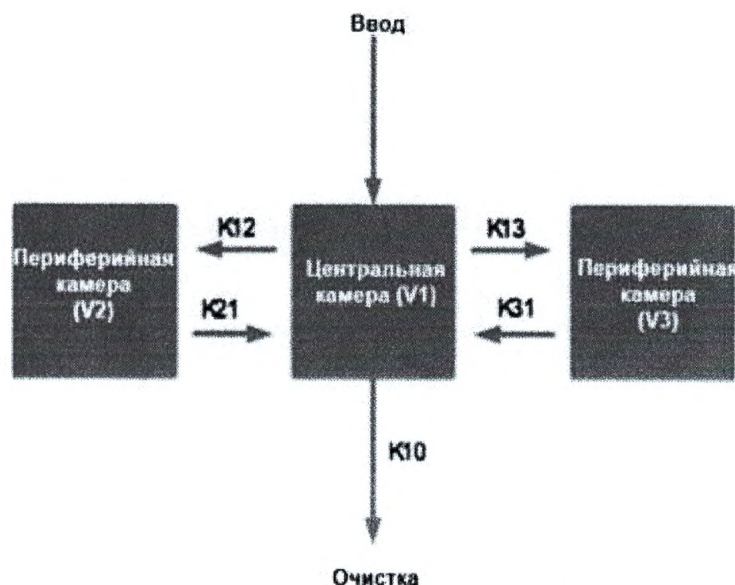 Ввод
K12
K13
Периферийная
камера
(V2)
Центральная
камера (V1)
Периферийная
камера
(V3)
K21
K31
K10
Очистка